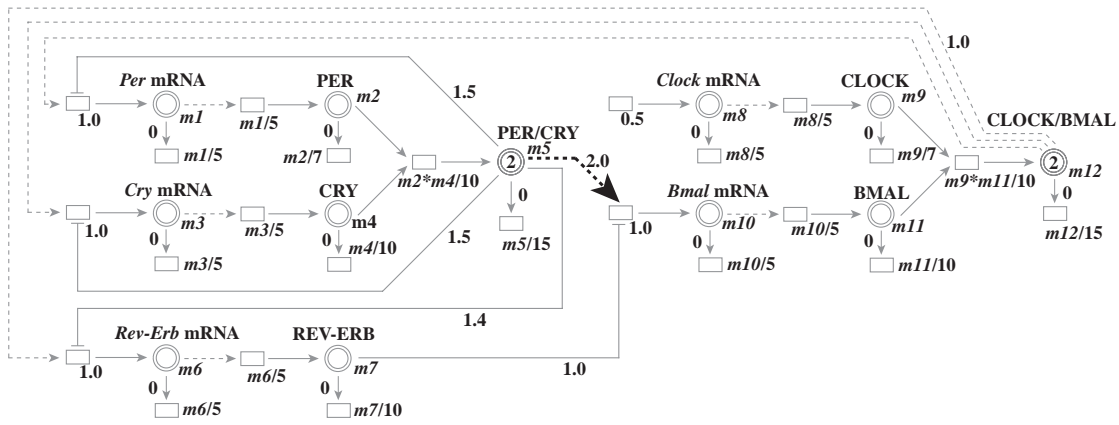 1.0
Per mRNA
PER
1.5
Clock mRNA
CLOCK
m1
m2
m8
m9
1.0
0
m1/5
0
PER/CRY
0.5
0
m8/5
0
CLOCK/BMAL
m1/5
m2/7
m5
2
2.0
m8/5
m9/7
2
m12
m2*m4/10
m9*m11/10
Cry mRNA
CRY
Bmal mRNA
BMAL
0
0
m3
m4
m10
m11
1.0
0
m3/5
0
m4/10
1.5
m5/15
1.0
0
m10/5
0
m12/15
m3/5
m10/5
m11/10
1.4
Rev-Erb mRNA
REV-ERB
m6
m7
1.0
1.0
0
m6/5
0
m6/5
m7/10